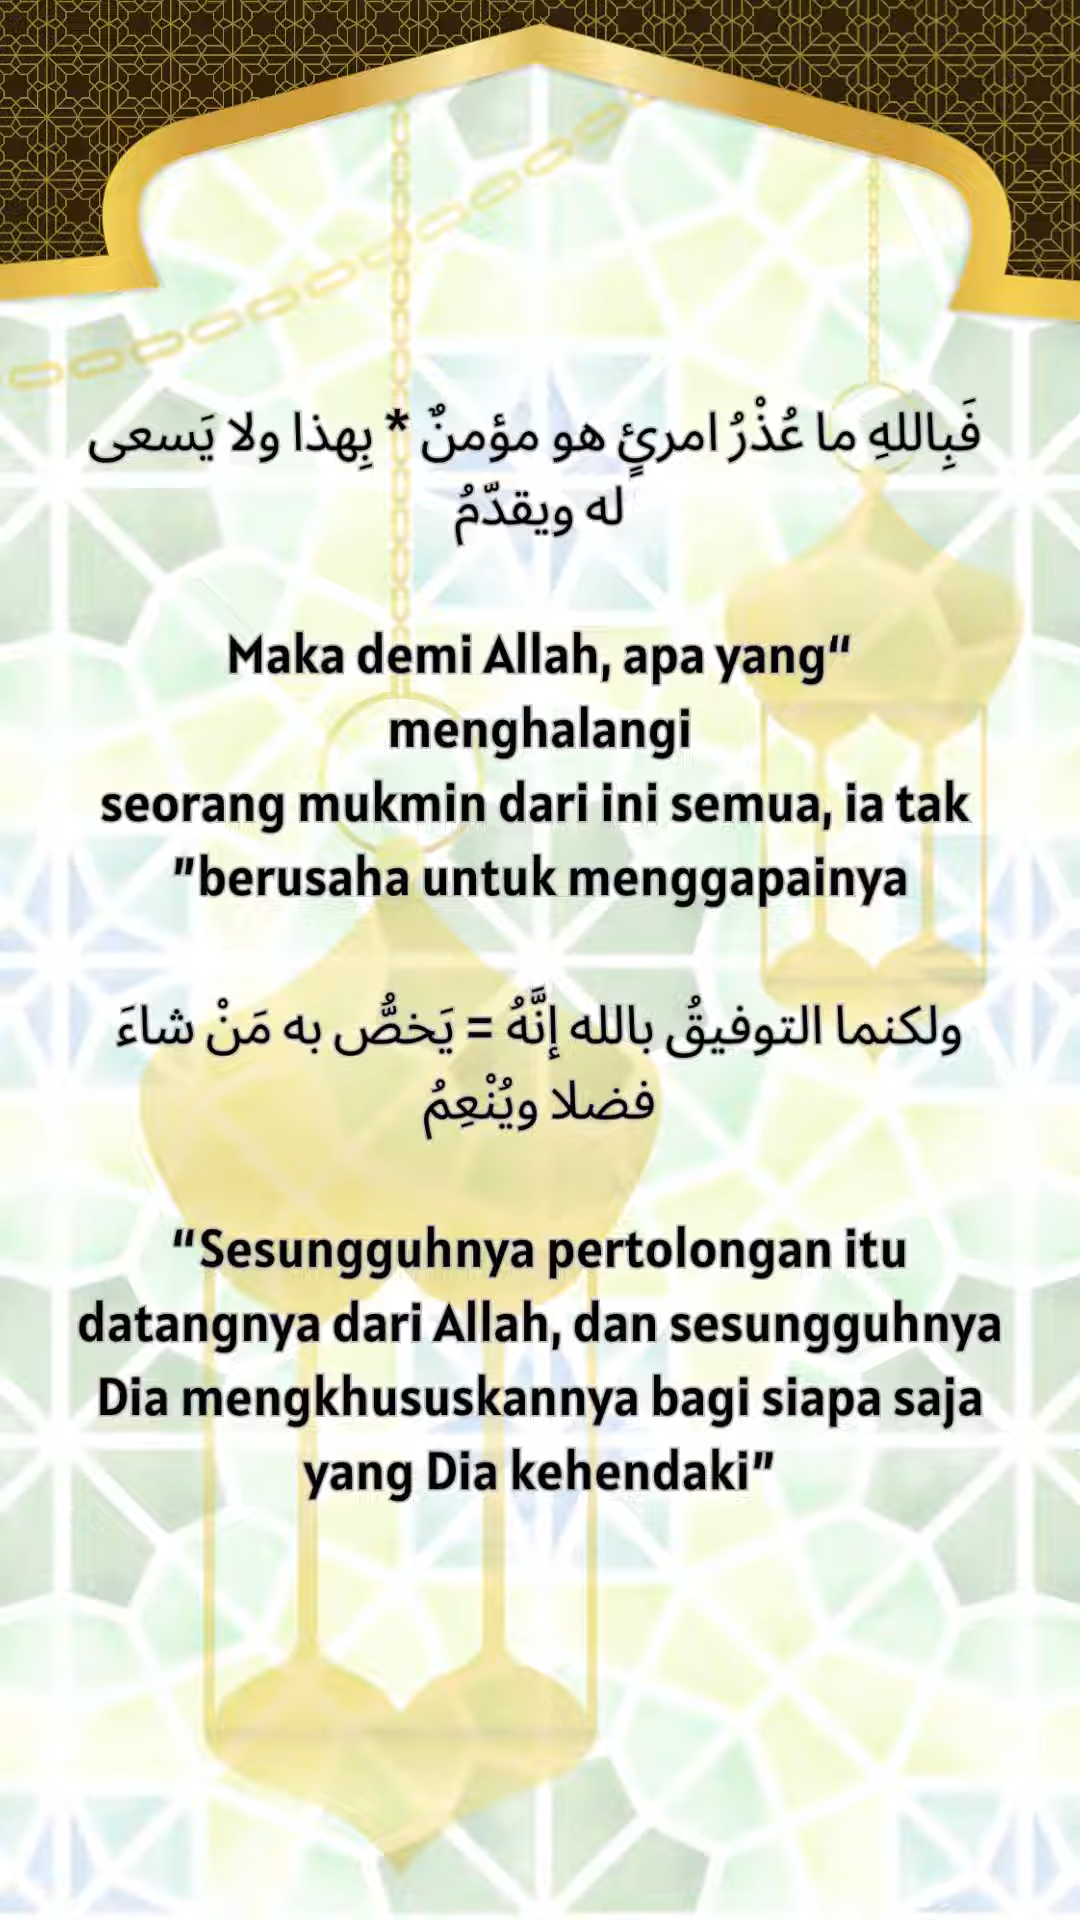 فَبِاللهِ ما عُذْرُ امرئٍ هو مؤمنٌ * بِهذا ولا يَسعى
له ويقدّمُ
Maka demi Allah, apa yang“
menghalangi
seorang mukmin dari ini semua, ia tak
"berusaha untuk menggapainya
ولكنما التوفيقُ بالله إنَّهُ = يَخصُّ به مَنْ شاءَ
فضلا ويُنْعِمُ
“Sesungguhnya pertolongan itu
datangnya dari Allah, dan sesungguhnya
Dia mengkhususkannya bagi siapa saja
yang Dia kehendaki”